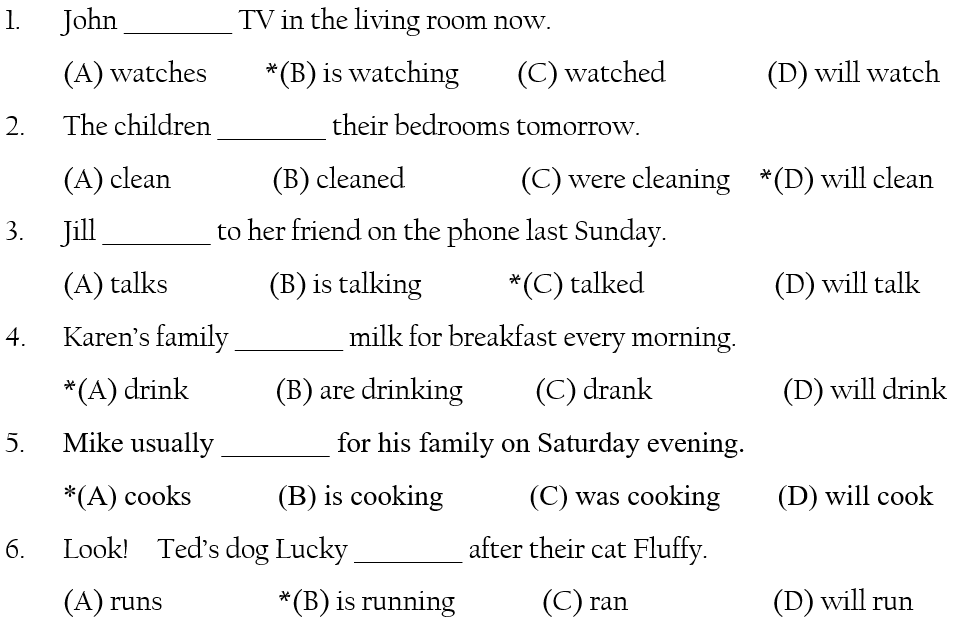 1. John ________ TV in the living room now.
(A) watches *(B) is watching (C) watched (D) will watch
2. The children ________ their bedrooms tomorrow.
(A) clean (B) cleaned (C) were cleaning *(D) will clean
3. Jill ________ to her friend on the phone last Sunday.
(A) talks (B) is talking *(C) talked (D) will talk
4. Karen’s family ________ milk for breakfast every morning.
*(A) drink (B) are drinking (C) drank (D) will drink
5. Mike usually ________ for his family on Saturday evening.
*(A) cooks (B) is cooking (C) was cooking (D) will cook
6. Look! Ted’s dog Lucky ________ after their cat Fluffy.
(A) runs *(B) is running (C) ran (D) will run